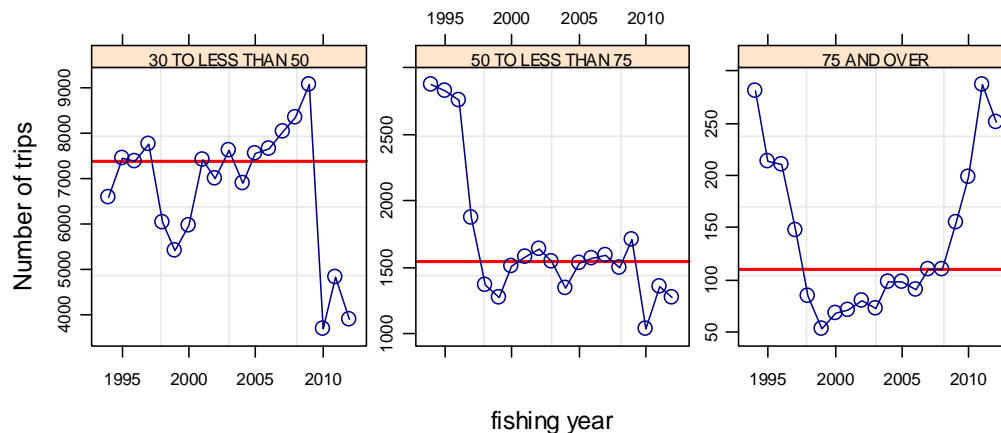 1995 2000 2005 2010
30 TO LESS THAN 50
50 TO LESS THAN 75
75 AND OVER
Number of trips
4000 5000 6000 7000 8000 9000
1000 1500 2500
50 100 150 200 250
1995 2000 2005 2010
1995 2000 2005 2010
fishing year